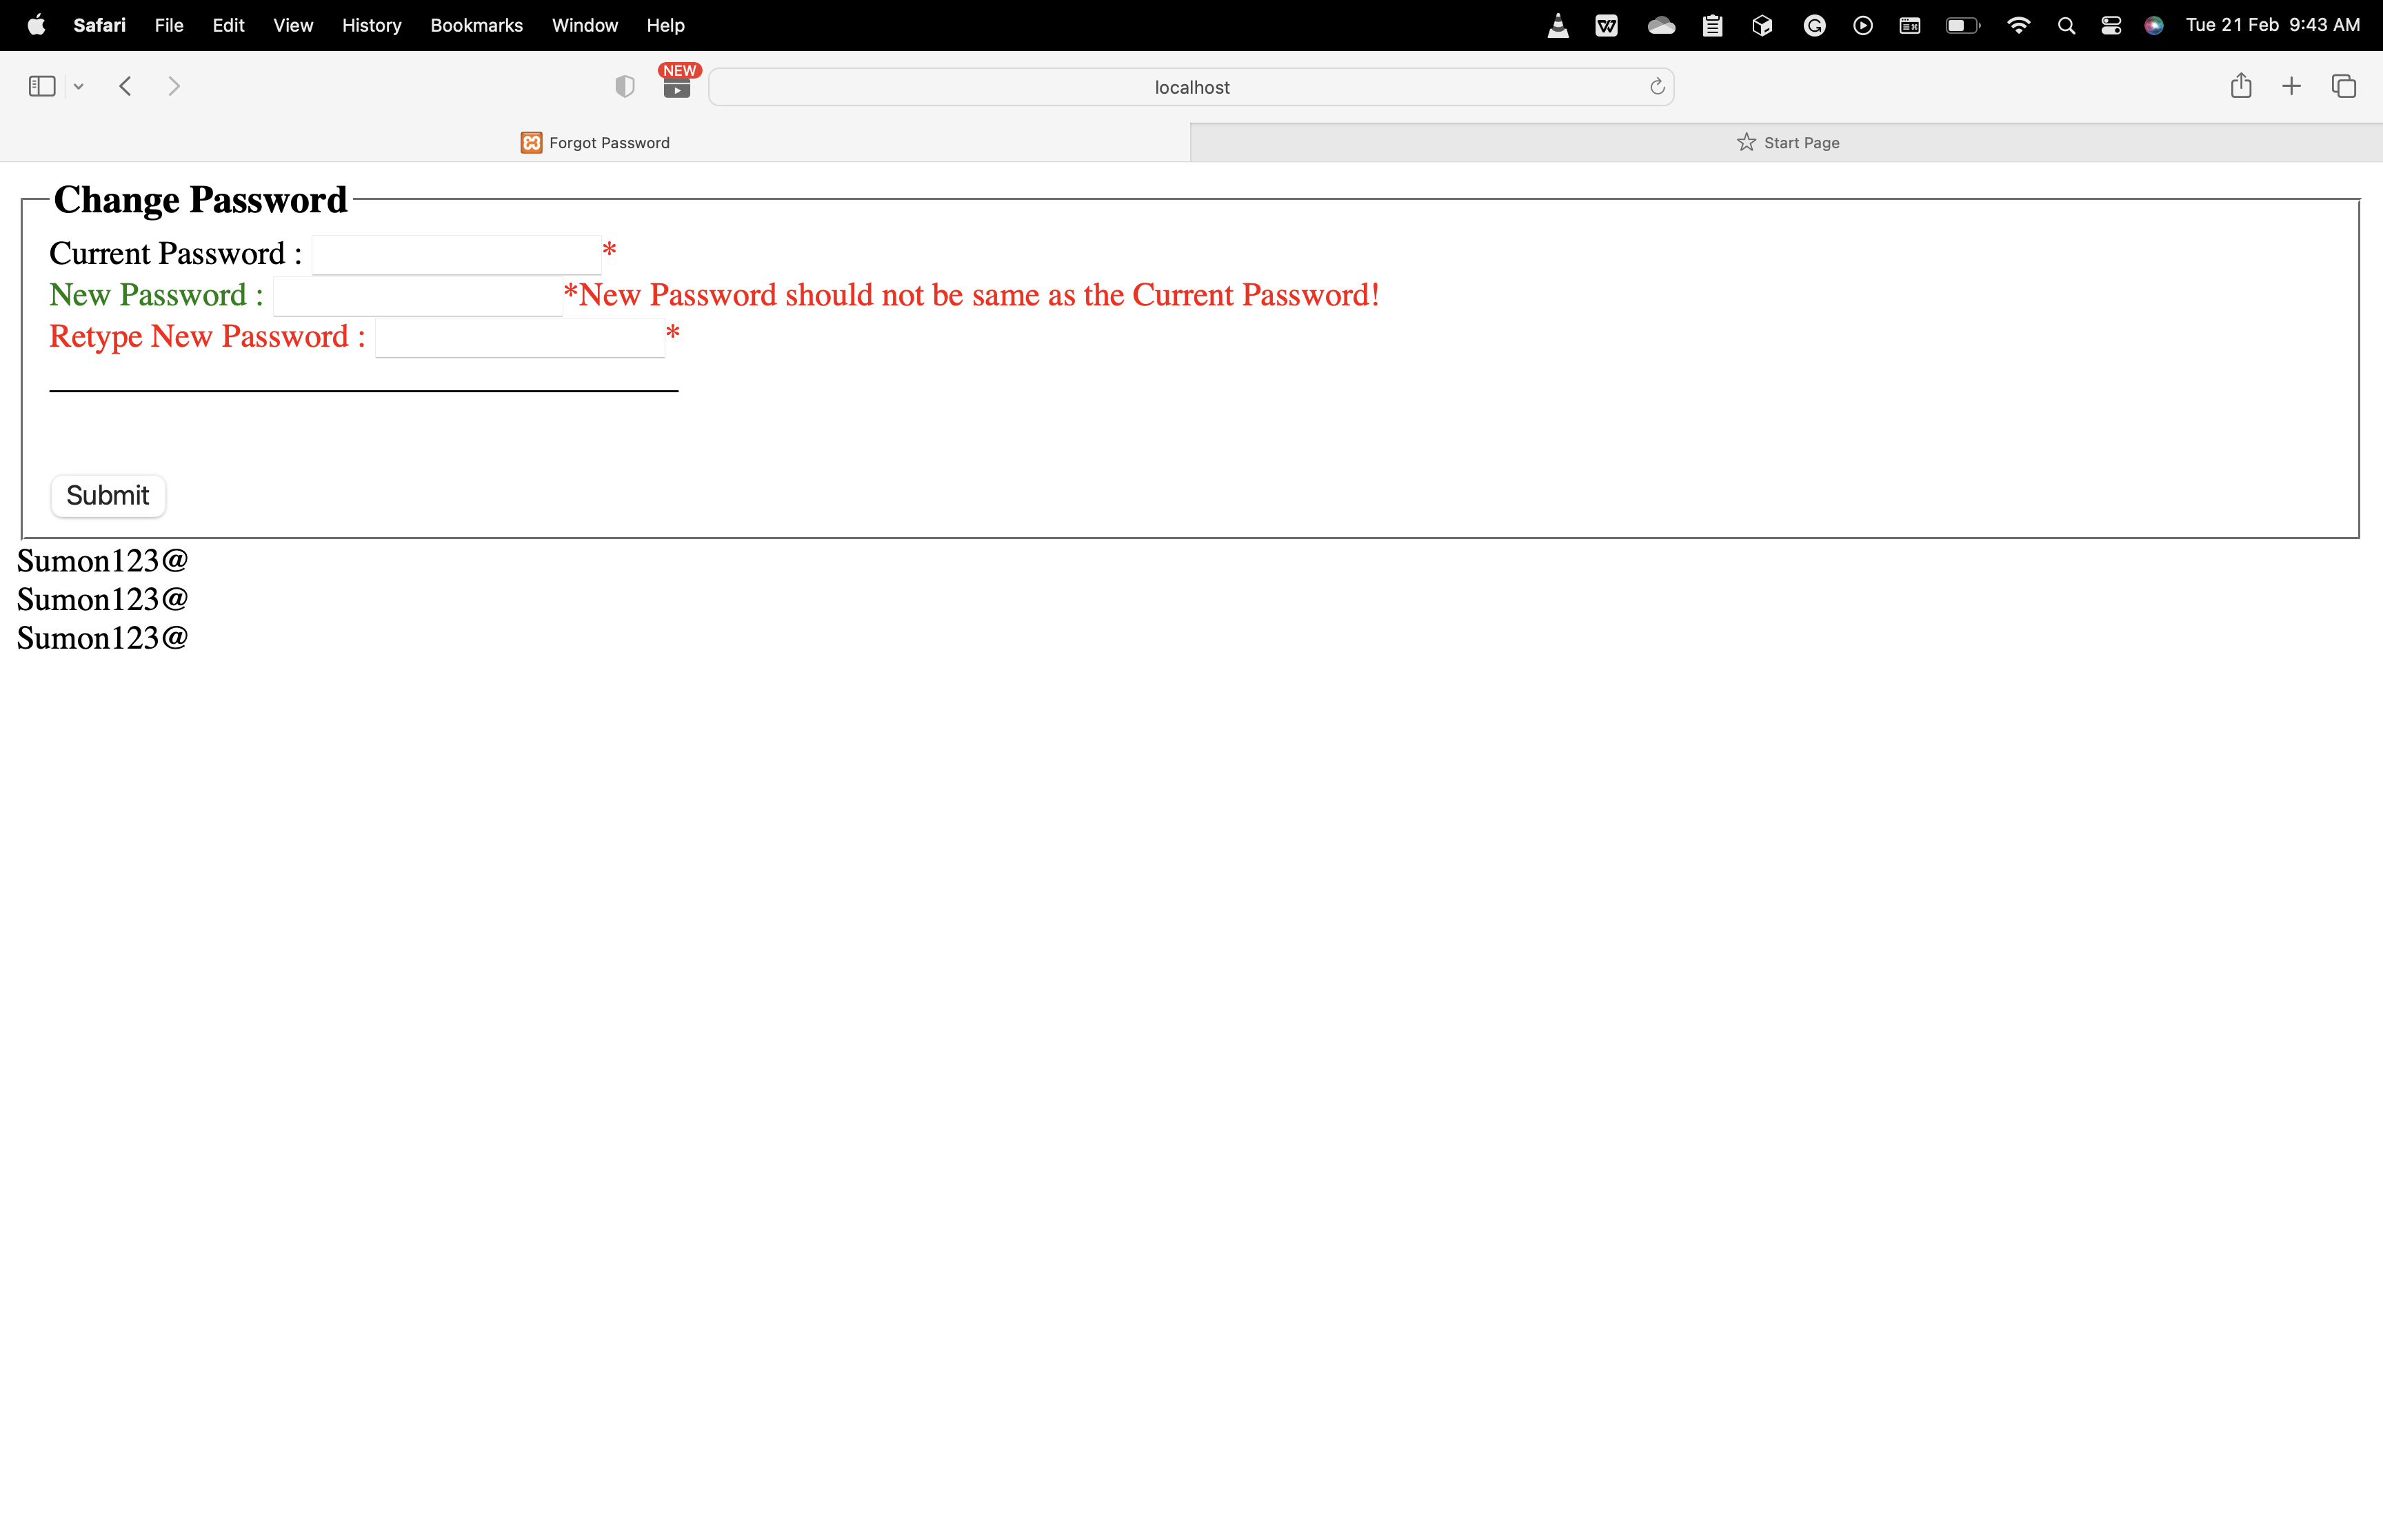 Safari File Edit View History Bookmarks Window Help Tue 21 Feb 9:43 AM
NEW
localhost
Forgot Password Start Page
Change Password
Current Password : *
New Password : *New Password should not be same as the Current Password!
Retype New Password : *
Submit
Sumon123@
Sumon123@
Sumon123@